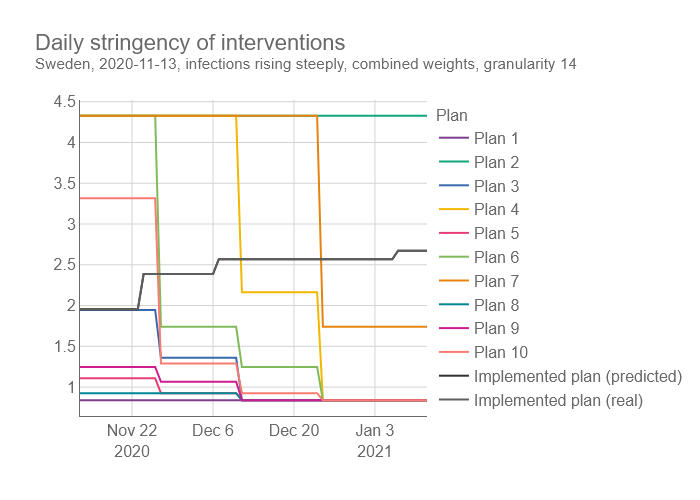 Daily stringency of interventions
Sweden, 2020-11-13, infections rising steeply, combined weights, granularity 14
4.5
4
3.5
3
2.5
2
1.5
1
Nov 22
2020
Dec 6
Dec 20
Jan 3
2021
Plan
Plan 1
Plan 2
Plan 3
Plan 4
Plan 5
Plan 6
Plan 7
Plan 8
Plan 9
Plan 10
Implemented plan (predicted)
Implemented plan (real)